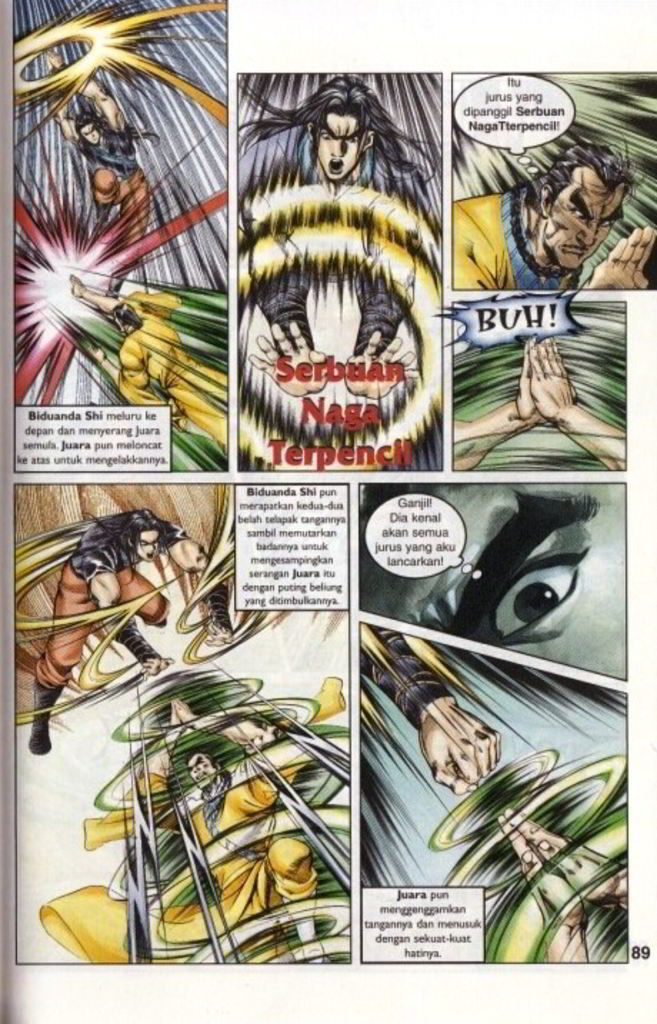 Biduanda Shi meluru ke
depan dan menyerang Juara
semula. Juara pun meloncat
ke atas untuk mengelakkannya.
Serbuan
Naga
Terpencil
Itu
jurus yang
dipanggil Serbuan
NagaTterpencil!
BUH!
Biduanda Shi pun
merapatkan kedua-dua
belah telapak tangannya
sambil memutarkan
badannya untuk
mengesampingkan
serangan Juara itu
dengan puting beliung
yang ditimbulkannya.
Ganjil!
Dia kenal
akan semua
jurus yang aku
lancarkan!
Juara pun
menggenggamkan
tangannya dan menusuk
dengan sekuat-kuat
hatinya.
89